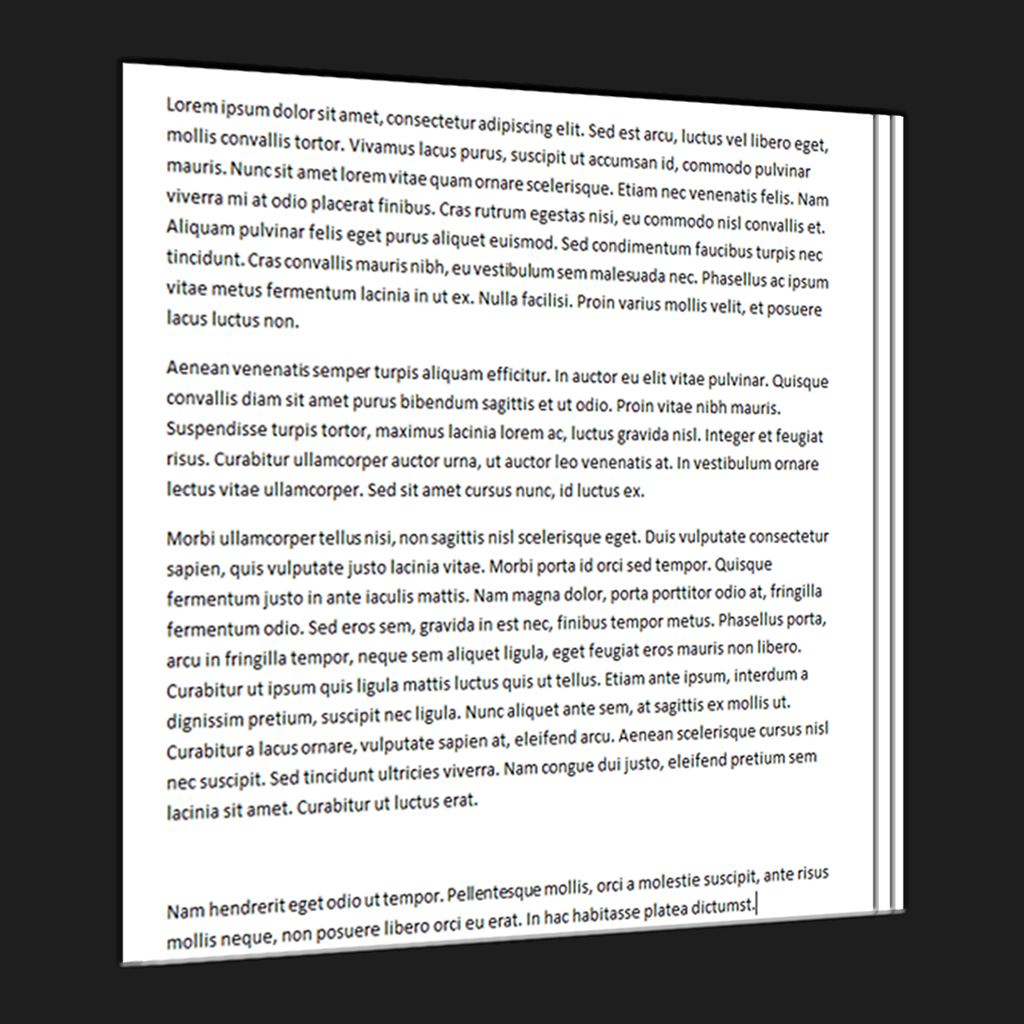 Lorem ipsum dolor sit amet, consectetur adipiscing elit. Sed est arcu, luctus vel libero eget,
mollis convallis tortor. Vivamus lacus purus, suscipit ut accumsan id, commodo pulvinar
mauris. Nunc sit amet lorem vitae quam ornare scelerisque. Etiam nec venenatis felis. Nam
viverra mi at odio placerat finibus. Cras rutrum egestas nisi, eu commodo nisl convallis et.
Aliquam pulvinar felis eget purus aliquet euismod. Sed condimentum faucibus turpis nec
tincidunt. Cras convallis mauris nibh, eu vestibulum sem malesuada nec. Phasellus ac ipsum
vitae metus fermentum lacinia in ut ex. Nulla facilisi. Proin varius mollis velit, et posuere
lacus luctus non.
Aenean venenatis semper turpis aliquam efficitur. In auctor eu elit vitae pulvinar. Quisque
convallis diam sit amet purus bibendum sagittis et ut odio. Proin vitae nibh mauris.
Suspendisse turpis tortor, maximus lacinia lorem ac, luctus gravida nisl. Integer et feugiat
risus. Curabitur ullamcorper auctor urna, ut auctor leo venenatis at. In vestibulum ornare
lectus vitae ullamcorper. Sed sit amet cursus nunc, id luctus ex.
Morbi ullamcorper tellus nisi, non sagittis nisl scelerisque eget. Duis vulputate consectetur
sapien, quis vulputate justo lacinia vitae. Morbi porta id orci sed tempor. Quisque
fermentum justo in ante iaculis mattis. Nam magna dolor, porta porttitor odio at, fringilla
fermentum odio. Sed eros sem, gravida in est nec, finibus tempor metus. Phasellus porta,
arcu in fringilla tempor, neque sem aliquet ligula, eget feugiat eros mauris non libero.
Curabitur ut ipsum quis ligula mattis luctus quis ut tellus. Etiam ante ipsum, interdum a
dignissim pretium, suscipit nec ligula. Nunc aliquet ante sem, at sagittis ex mollis ut.
Curabitur a lacus ornare, vulputate sapien at, eleifend arcu. Aenean scelerisque cursus nisl
nec suscipit. Sed tincidunt ultricies viverra. Nam congue dui justo, eleifend pretium sem
lacinia sit amet. Curabitur ut luctus erat.
Nam hendrerit eget odio ut tempor. Pellentesque mollis, orci a molestie suscipit, ante risus
mollis neque, non posuere libero orci eu erat. In hac habitasse platea dictumst.